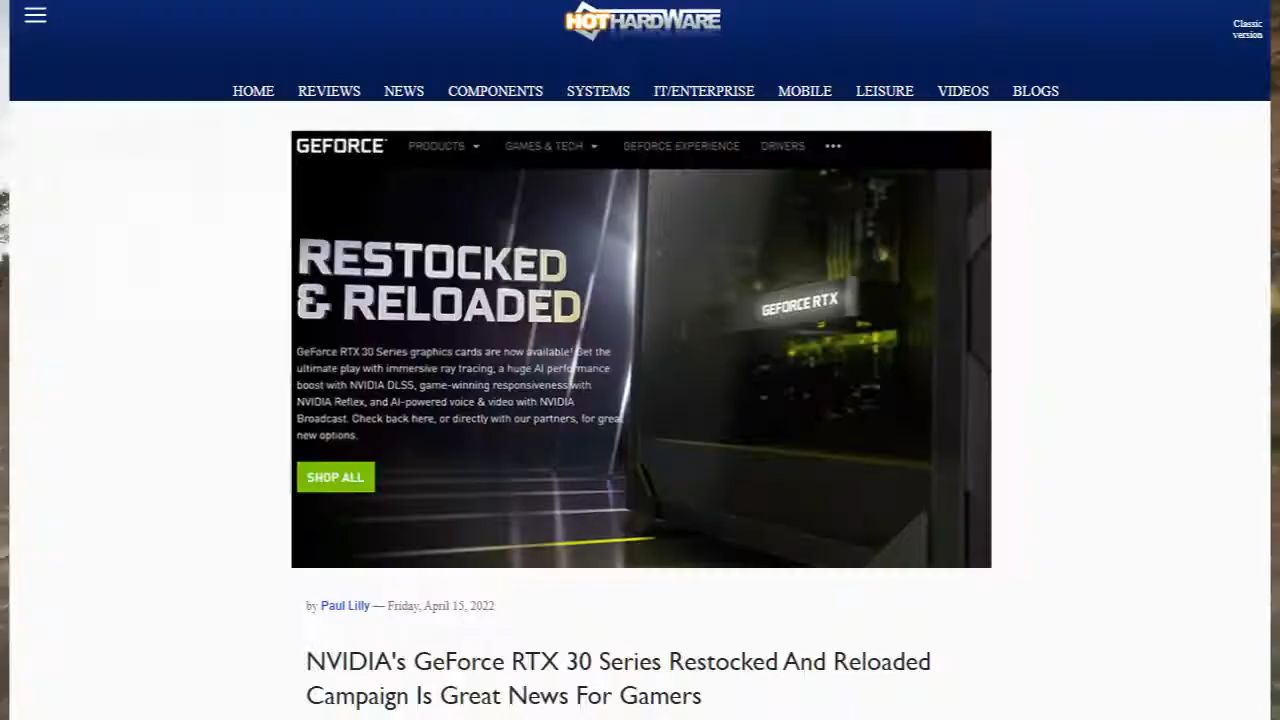 HOTHARDWARE
Classic
version
HOME REVIEWS NEWS COMPONENTS SYSTEMS IT/ENTERPRISE MOBILE LEISURE VIDEOS BLOGS
GEFORCE PRODUCTS GAMES & TECH GEFORCE EXPERIENCE DRIVERS •••
RESTOCKED
& RELOADED
GEFORCE RTX
GeForce RTX 30 Series graphics cards are now available! Get the
ultimate play with immersive ray tracing, a huge AI performance
boost with NVIDIA DLSS, game-winning responsiveness with
NVIDIA Reflex, and AI-powered voice & video with NVIDIA
Broadcast. Check back here, or directly with our partners, for great
new options.
SHOP ALL
by Paul Lilly — Friday, April 15, 2022
NVIDIA's GeForce RTX 30 Series Restocked And Reloaded
Campaign Is Great News For Gamers